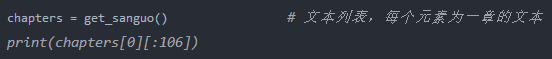 chapters = get_sanguo()                # 文本列表，每个元素为一章的文本
print(chapters[0][:106])